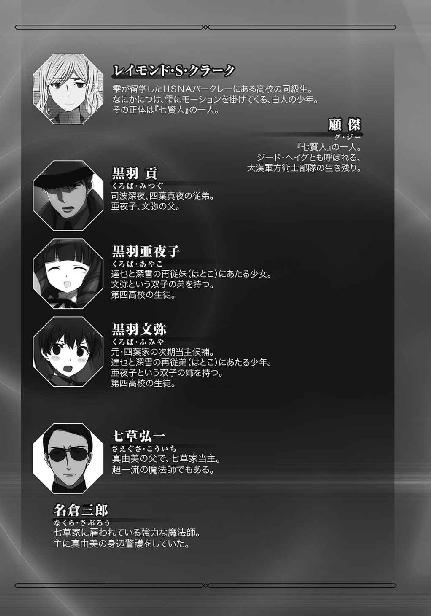 レイモンド・S・クラーク
雫が留学したUSNAバークレーにある高校の同級生。
なにかにつけ、雫にモーションを掛けてくる、白人の少年。
その正体は『七賢人』の一人。
顧 傑
グ・ジー
『七賢人』の一人。
ジード・ヘイグとも呼ばれる、
大漢軍方術士部隊の生き残り。
黒羽 貢
くろば・みつぐ
司波深夜、四葉真夜の従弟。
亜夜子、文弥の父。
黒羽亜夜子
くろば・あやこ
達也と深雪の再従妹(はとこ)にあたる少女。
文弥という双子の弟を持つ。
第四高校の生徒。
黒羽文弥
くろば・ふみや
元・四葉家の次期当主候補。
達也と深雪の再従弟(はとこ)にあたる少年。
亜夜子という双子の姉を持つ。
第四高校の生徒。
七草弘一
さえぐさ・こういち
真由美の父で、七草家当主。
超一流の魔法師でもある。
名倉三郎
なくら・さぶろう
七草家に雇われている強力な魔法師。
主に真由美の身辺警護をしていた。